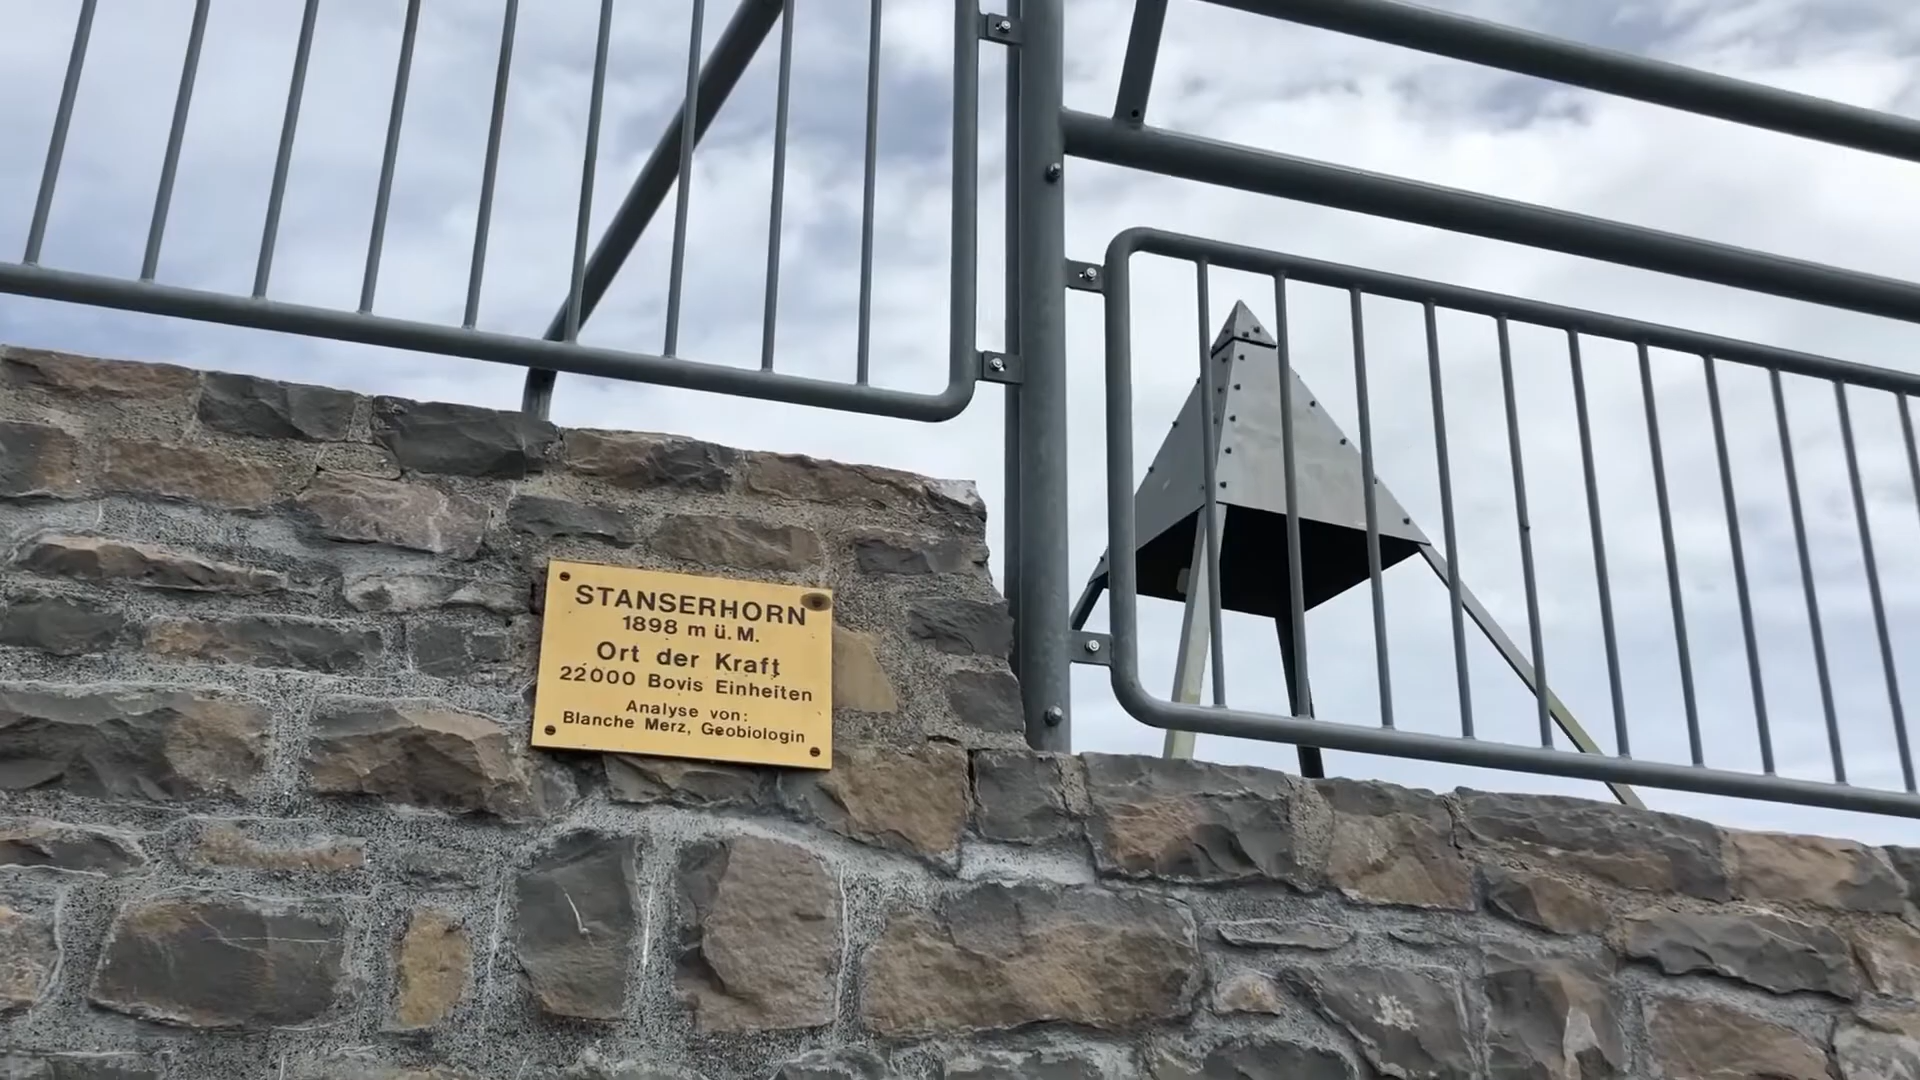 STANSERHORN
1898 m ü. M.
Ort der Kraft
22000 Bovis Einheiten
Analyse von:
Blanche Merz, Geobiologin